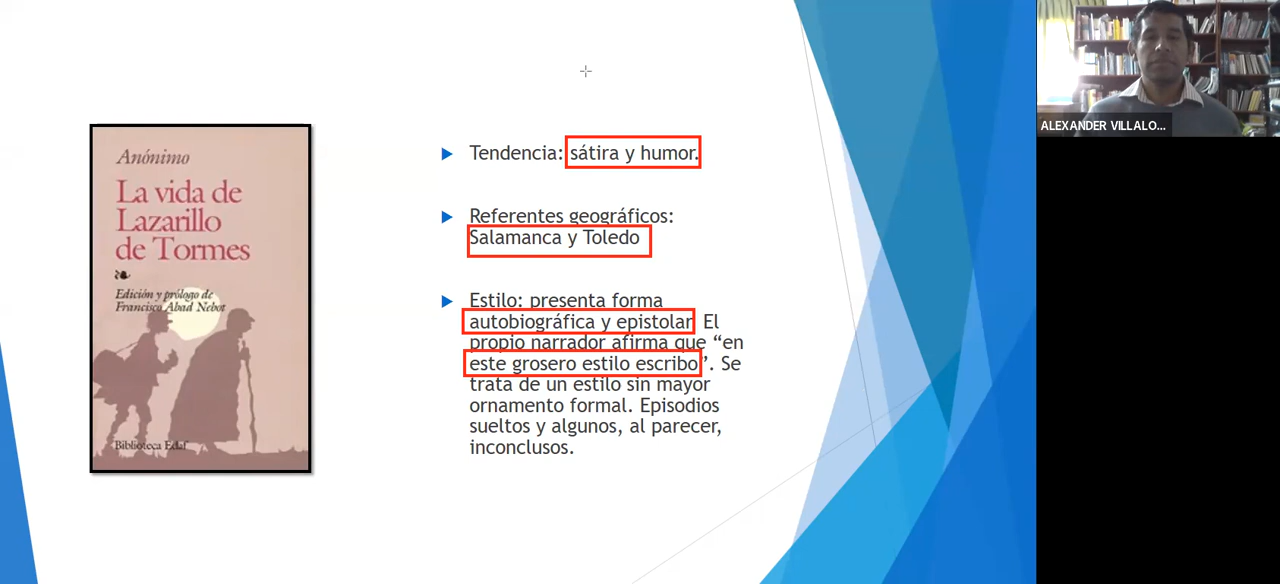 Anónimo
La vida de
Lazarillo
de Tormes
Edición y prólogo de
Francisco Abad Nebot
Biblioteca Edaf
Tendencia: sátira y humor.
Referentes geográficos:
Salamanca y Toledo
Estilo: presenta forma
autobiográfica y epistolar. El
propio narrador afirma que “en
este grosero estilo escribo”. Se
trata de un estilo sin mayor
ornamento formal. Episodios
sueltos y algunos, al parecer,
inconclusos.
ALEXANDER VILLALO...